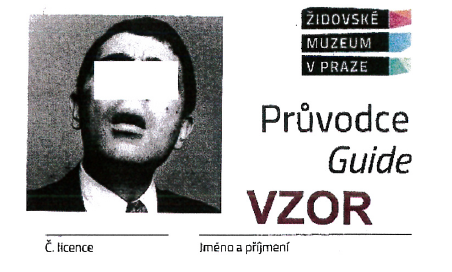 ŽIDOVSKÉ
MUZEUM
V PRAZE
Průvodce
Guide
VZOR
Č. licence
Jméno a příjmení